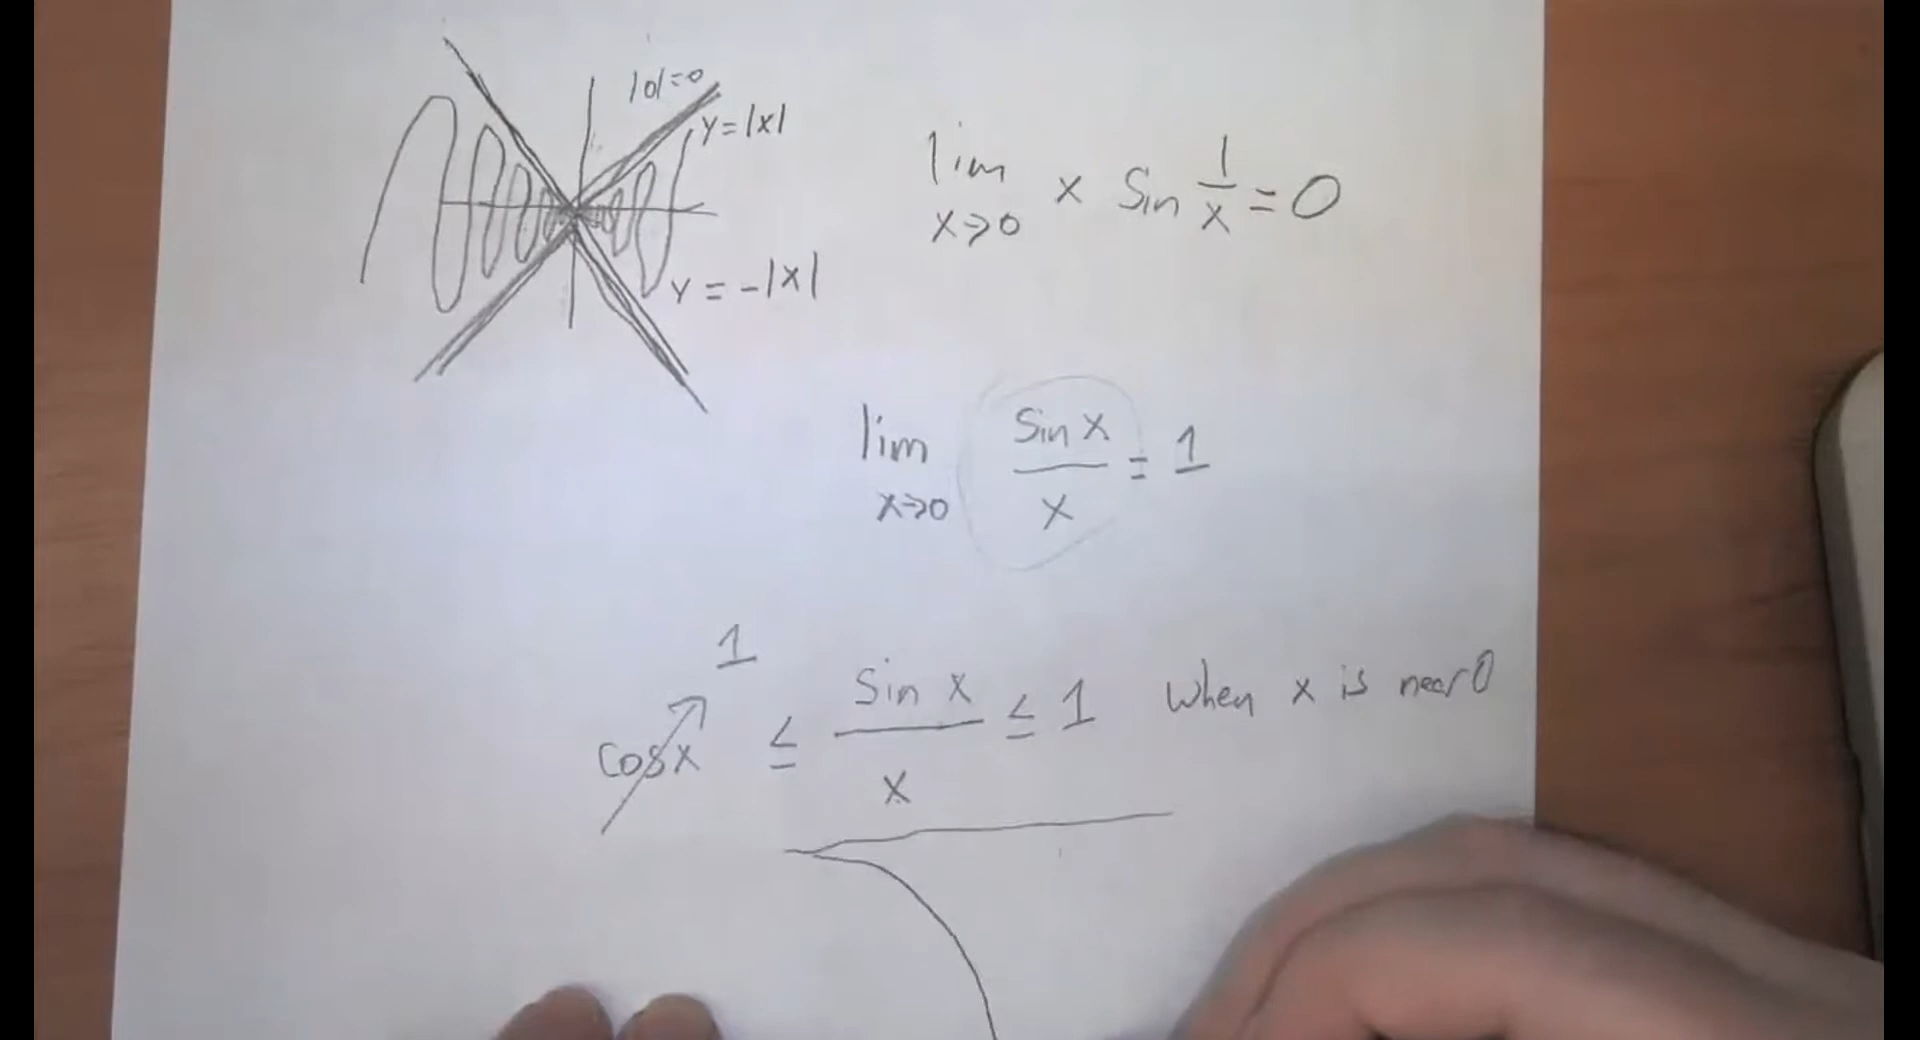 |0|=0
y=|x|
y = -|x|
lim x→0 x sin 1/x = 0
lim x→0 sin x / x = 1
1
cos x ≤ sin x / x ≤ 1 when x is near 0